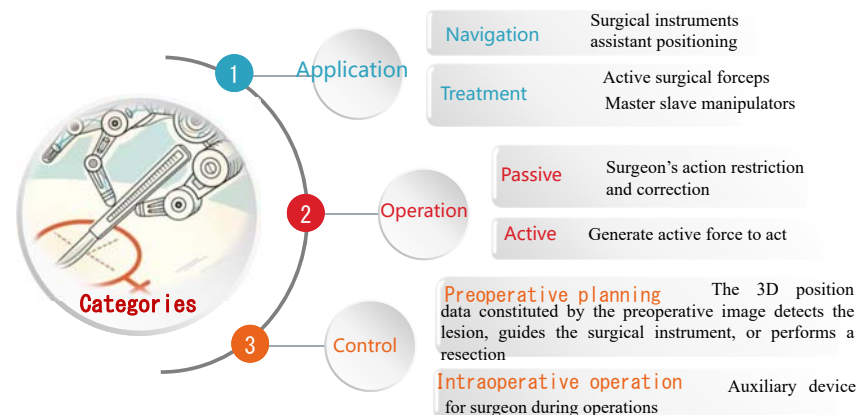 Categories
1
Application
Navigation
Surgical instruments
assistant positioning
Treatment
Active surgical forceps
Master slave manipulators
2
Operation
Passive
Surgeon’s action restriction
and correction
Active
Generate active force to act
3
Control
Preoperative planning The 3D position
data constituted by the preoperative image detects the
lesion, guides the surgical instrument, or performs a
resection
Intraoperative operation Auxiliary device
for surgeon during operations